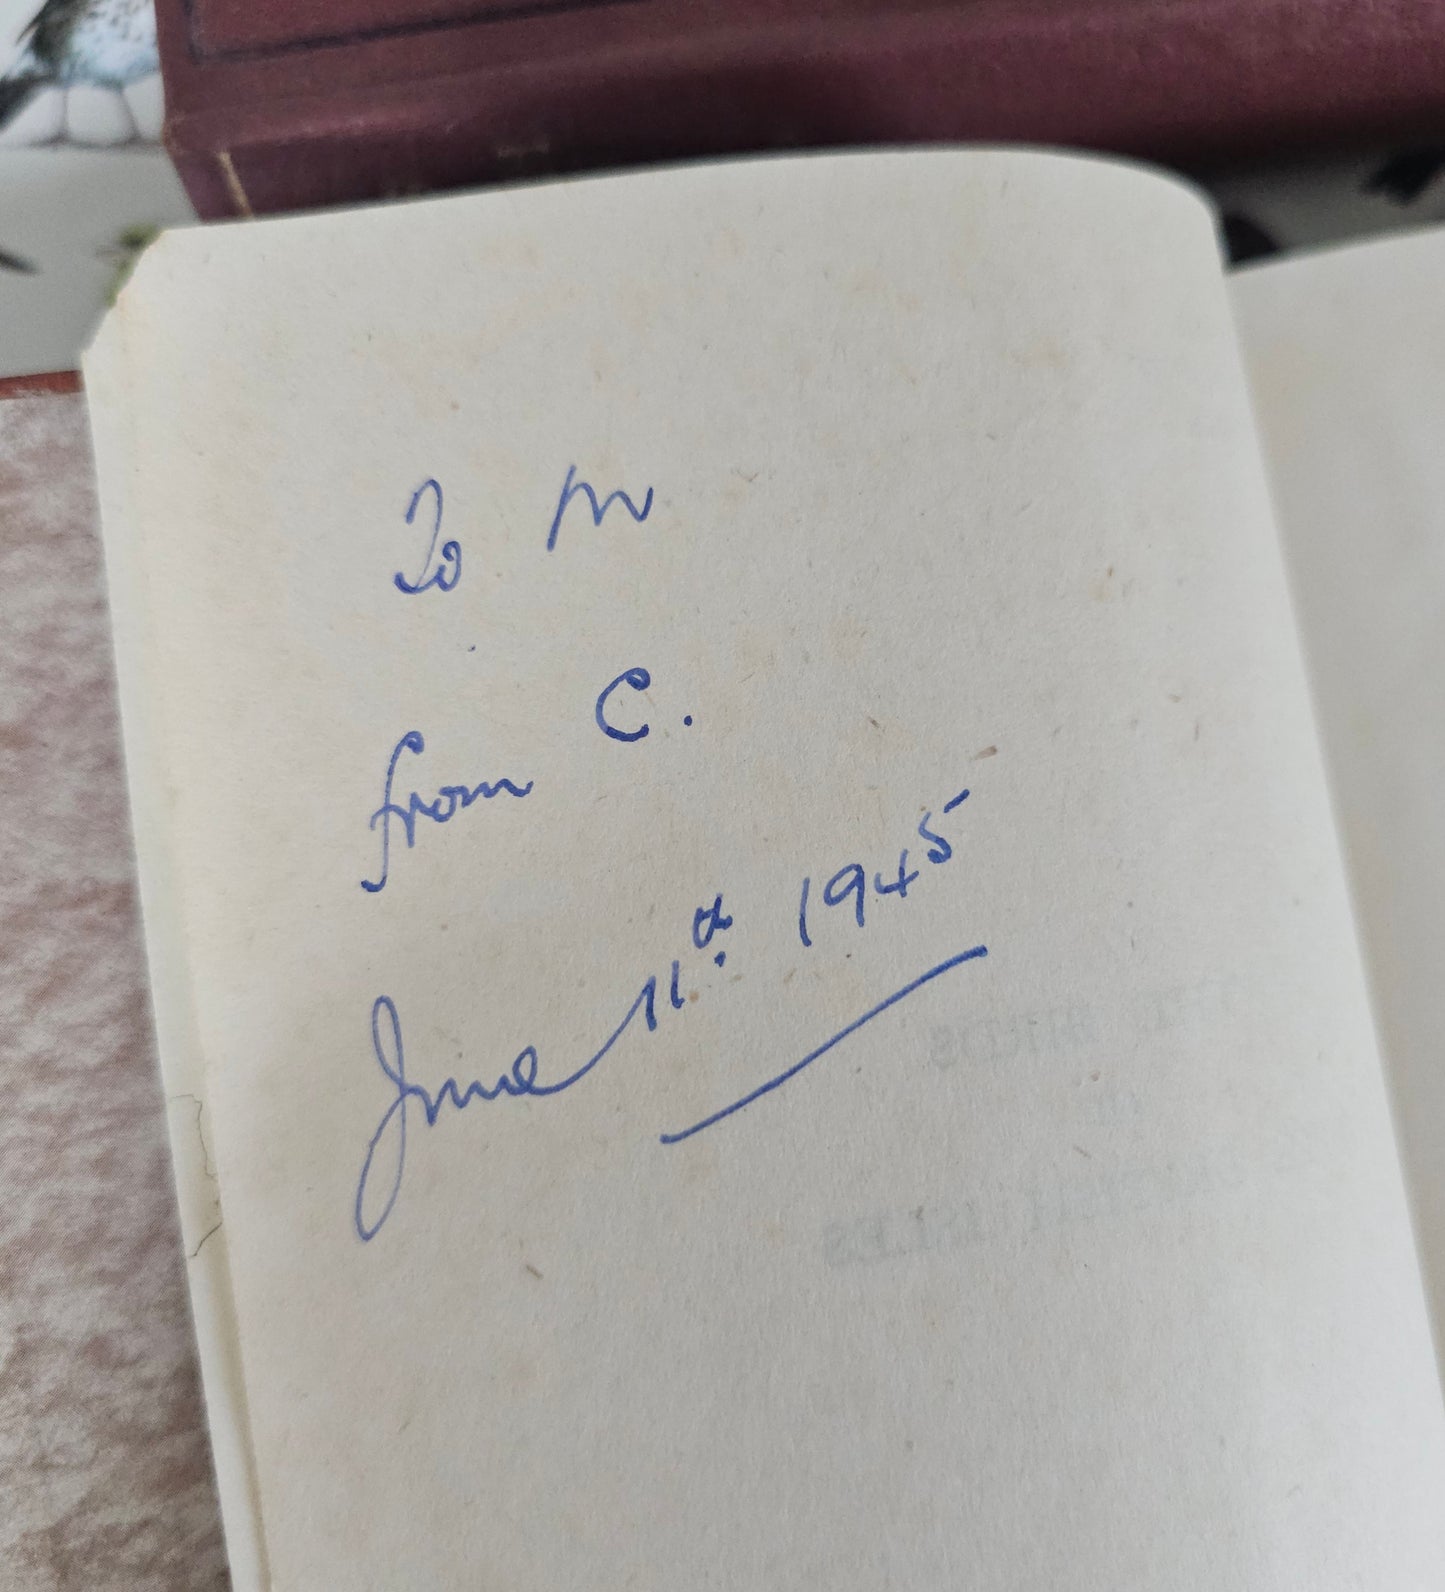 To M
from C.
June 11th 1945